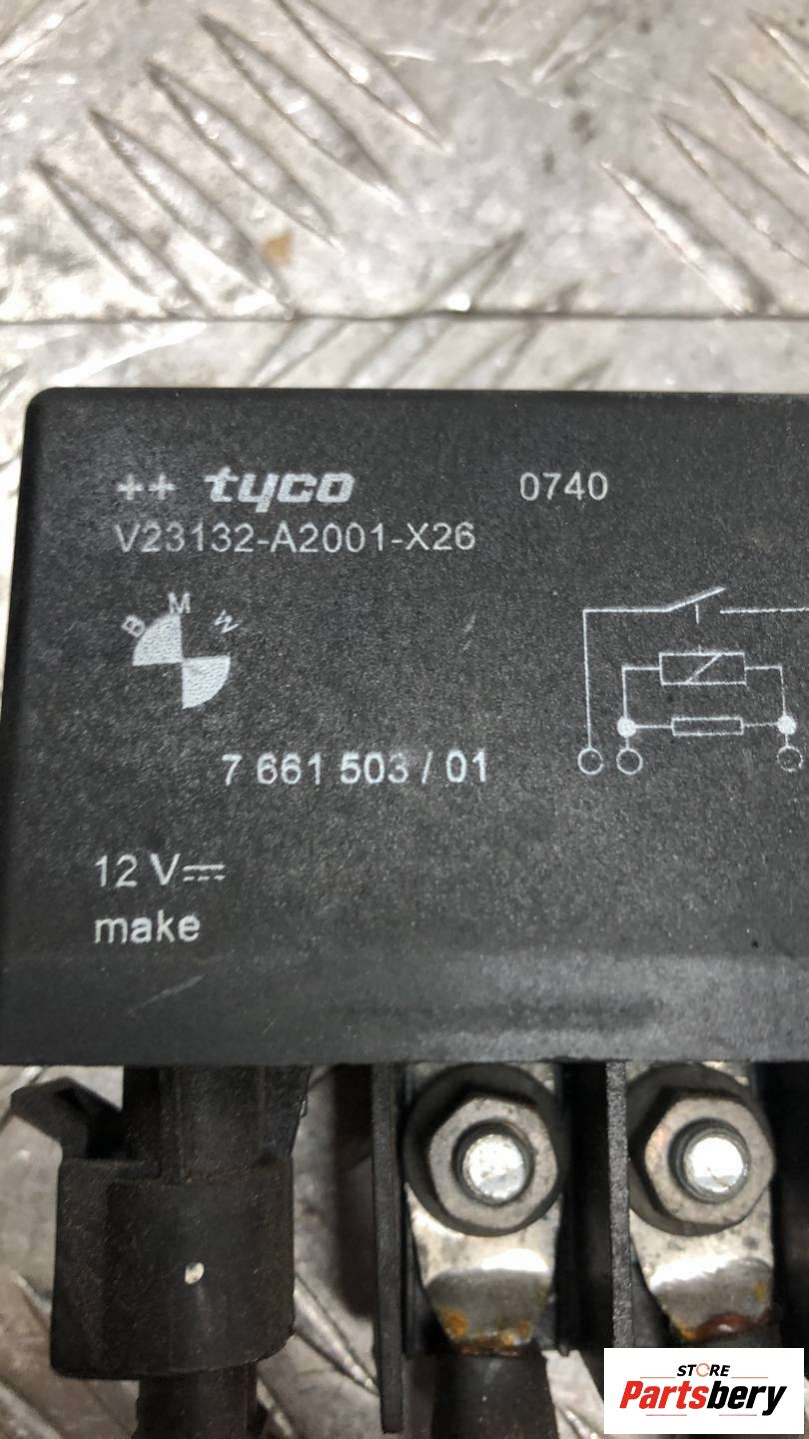 ++ tyco 0740
V23132-A2001-X26
B M W
7 661 503 / 01
12 V
make
STORE
Partsbery